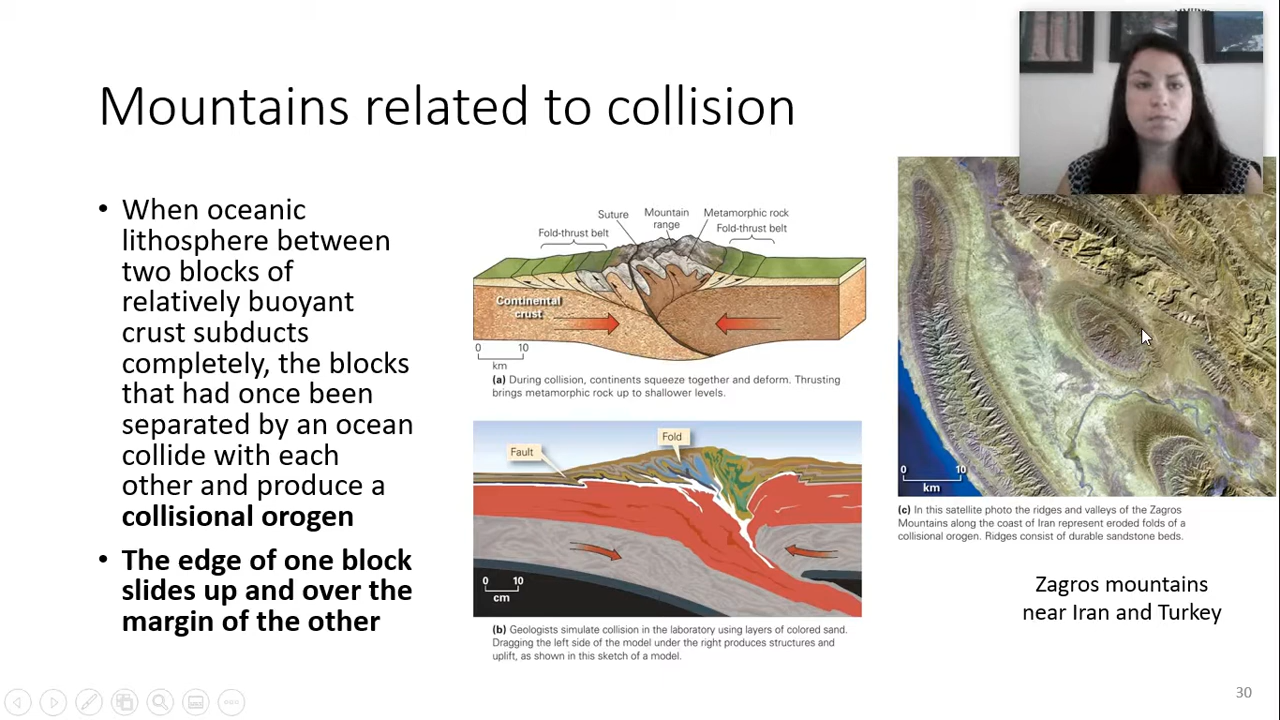 Mountains related to collision
• When oceanic
lithosphere between
two blocks of
relatively buoyant
crust subducts
completely, the blocks
that had once been
separated by an ocean
collide with each
other and produce a
collisional orogen
• The edge of one block
slides up and over the
margin of the other
Suture
Mountain
range
Metamorphic rock
Fold-thrust belt
Fold-thrust belt
Continental
crust
0 10
km
(a) During collision, continents squeeze together and deform. Thrusting
brings metamorphic rock up to shallower levels.
Fold
Fault
0 10
cm
(b) Geologists simulate collision in the laboratory using layers of colored sand.
Dragging the left side of the model under the right produces structures and
uplift, as shown in this sketch of a model.
0 10
km
(c) In this satellite photo the ridges and valleys of the Zagros
Mountains along the coast of Iran represent eroded folds of a
collisional orogen. Ridges consist of durable sandstone beds.
Zagros mountains
near Iran and Turkey
30